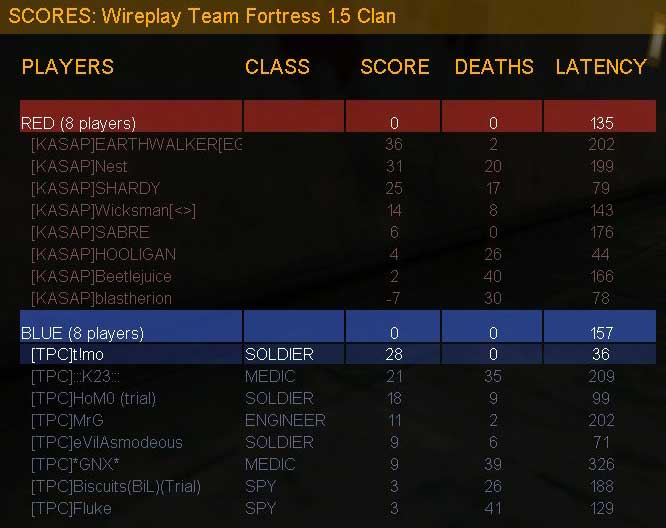 SCORES: Wireplay Team Fortress 1.5 Clan
PLAYERS CLASS SCORE DEATHS LATENCY
RED (8 players) 0 0 135
[KASAP]EARTHWALKER[EG 36 2 202
[KASAP]Nest 31 20 199
[KASAP]SHARDY 25 17 79
[KASAP]Wicksman[<>] 14 8 143
[KASAP]SABRE 6 0 176
[KASAP]HOOLIGAN 4 26 44
[KASAP]Beetlejuice 2 40 166
[KASAP]blastherion -7 30 78
BLUE (8 players) 0 0 157
[TPC]t!mo SOLDIER 28 0 36
[TPC]:::K23::: MEDIC 21 35 209
[TPC]HoM0 (trial) SOLDIER 18 9 99
[TPC]MrG ENGINEER 11 2 202
[TPC]eVilAsmodeous SOLDIER 9 6 71
[TPC]*GNX* MEDIC 9 39 326
[TPC]Biscuits(BiL)(Trial) SPY 3 26 188
[TPC]Fluke SPY 3 41 129